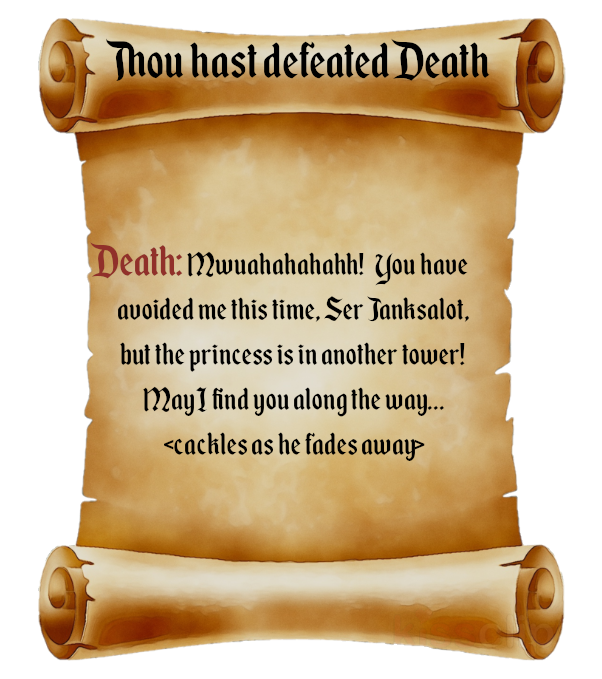 Thou hast defeated Death
Death: Mwuahahahahh! You have
avoided me this time, Ser Janksalot,
but the princess is in another tower!
May I find you along the way...
<cackles as he fades away>